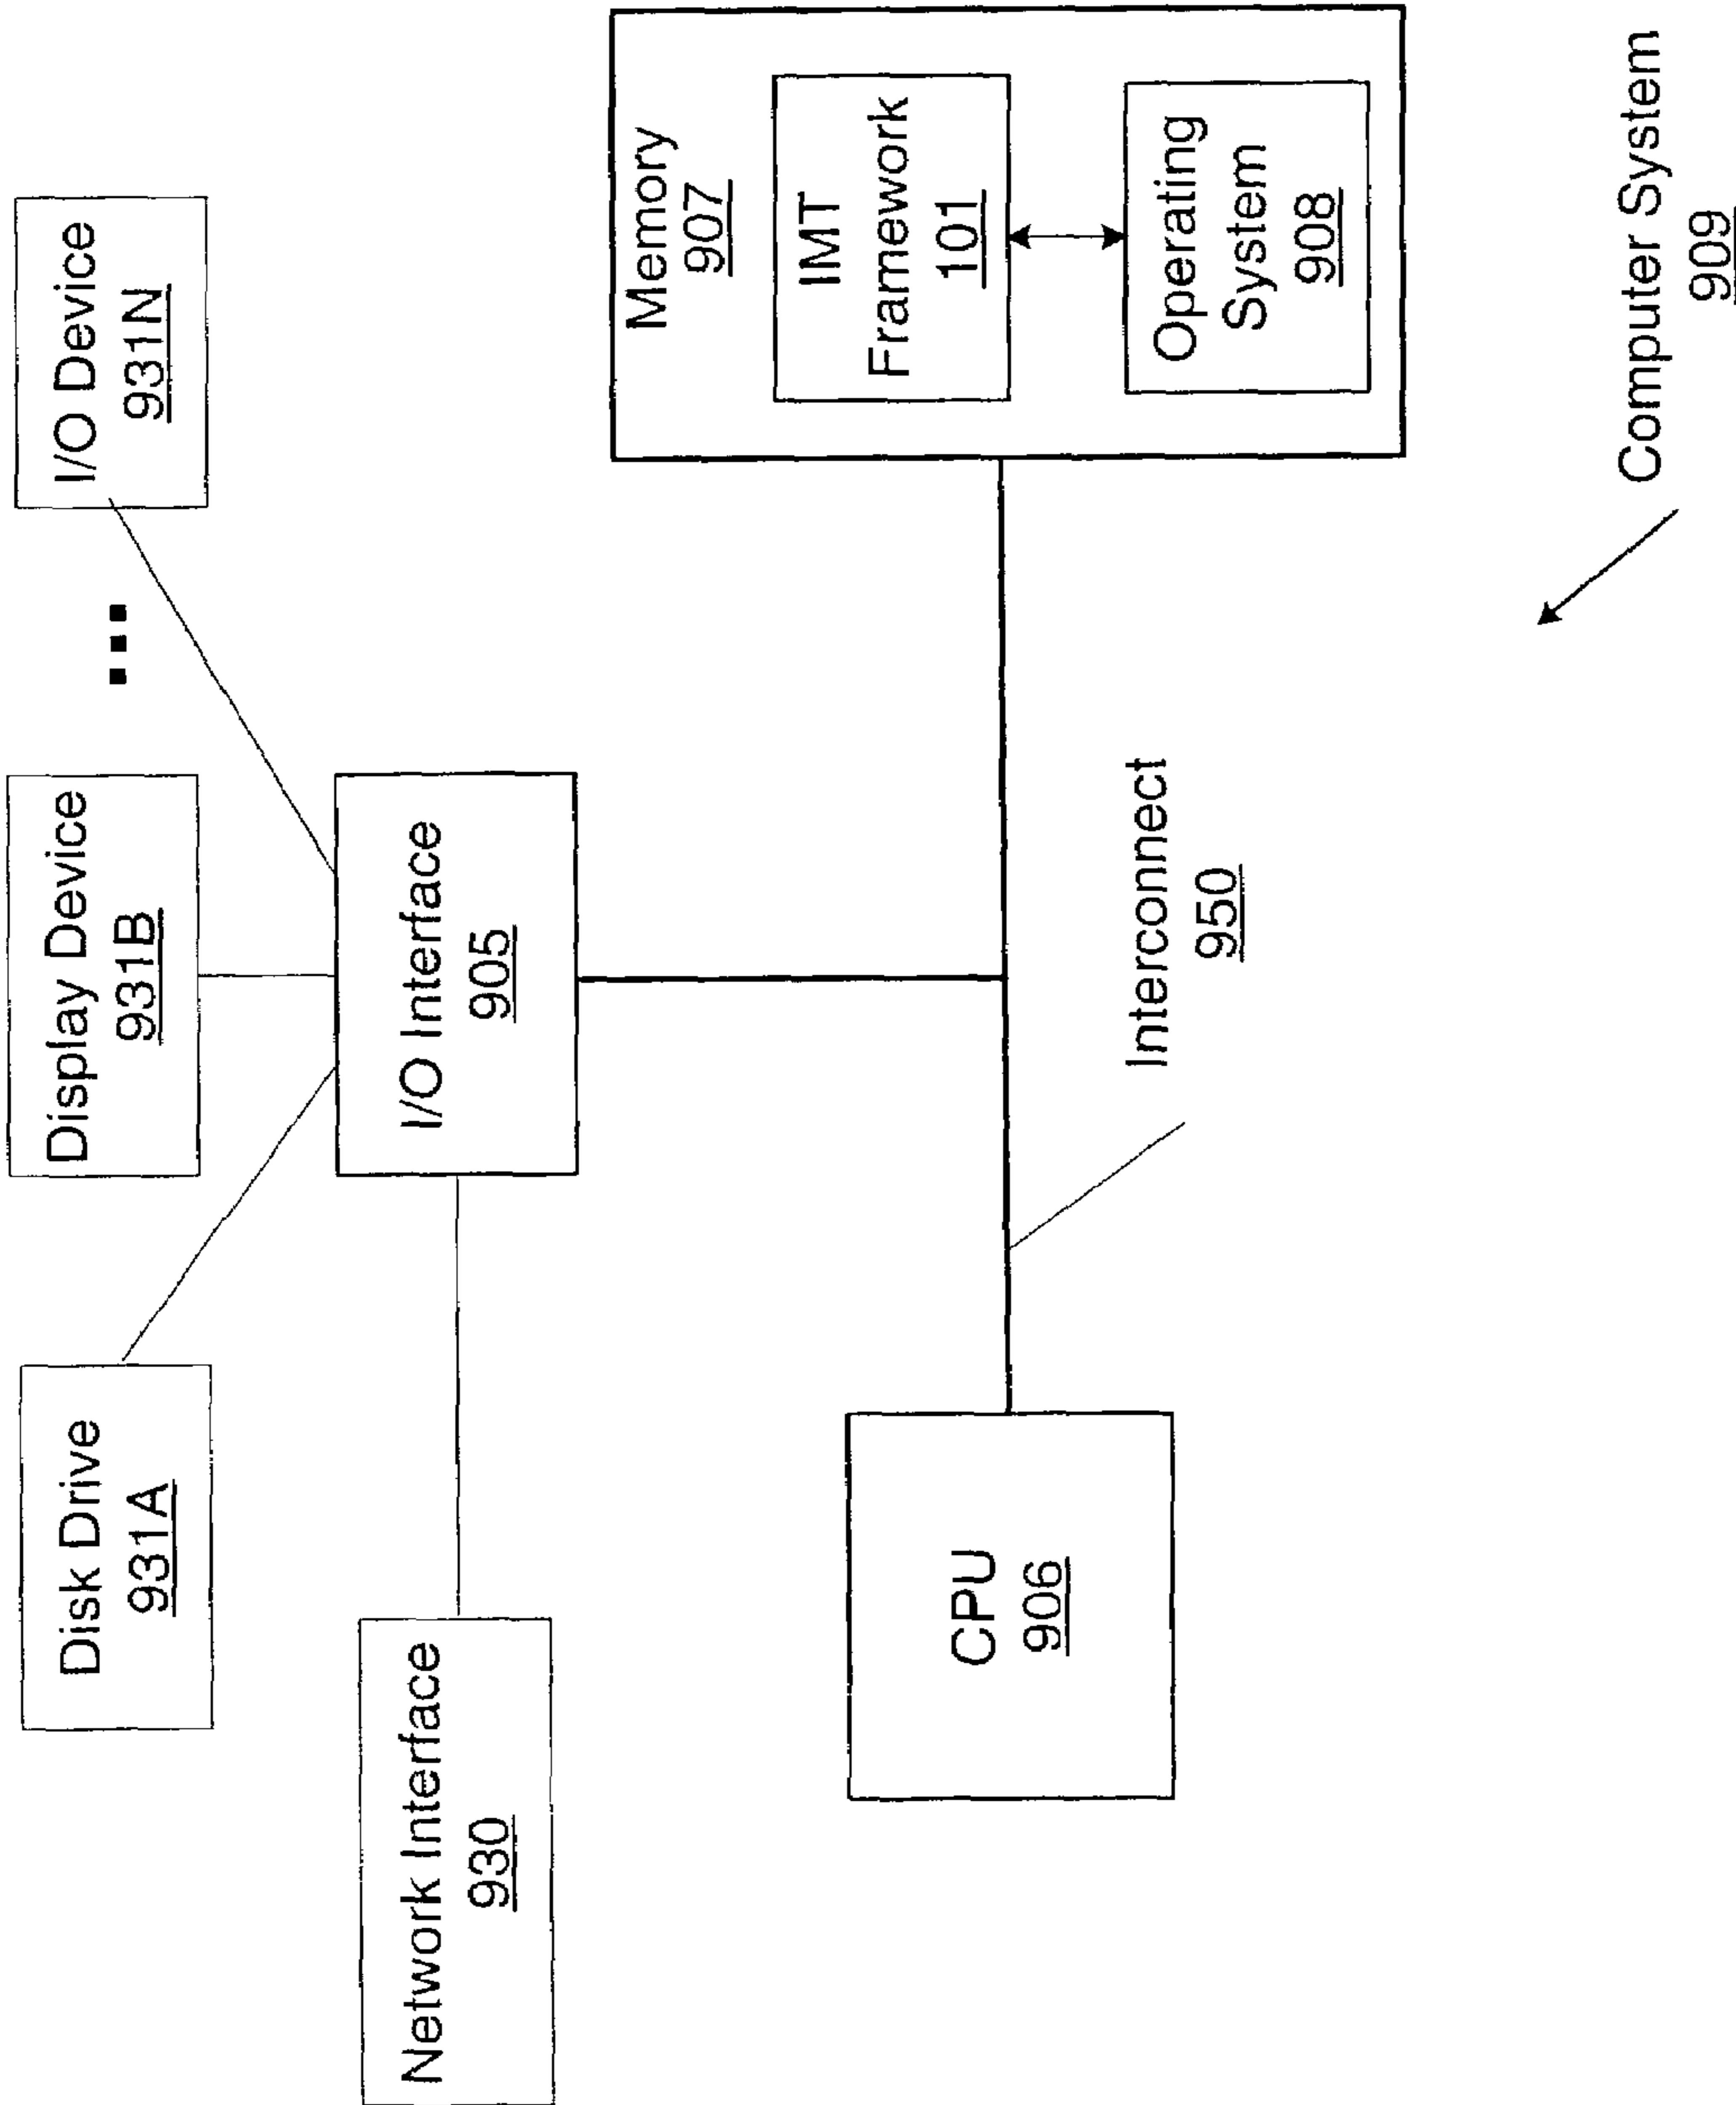 Disk Drive
931A
Display Device
931B
I/O Device
931N
Network Interface
930
I/O Interface
905
Memory
907
IMT
Framework
101
Operating
System
908
CPU
906
Interconnect
950
Computer System
909